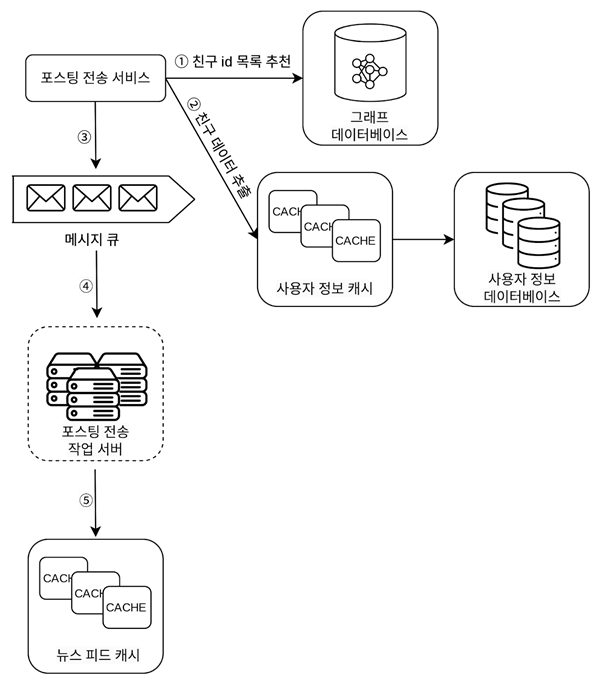 포스팅 전송 서비스
① 친구 id 목록 추천
그래프
데이터베이스
② 친구 데이터 추출
③
메시지 큐
CACHE
CACHE
CACHE
사용자 정보 캐시
사용자 정보
데이터베이스
④
포스팅 전송
작업 서버
⑤
CACHE
CACHE
CACHE
뉴스 피드 캐시